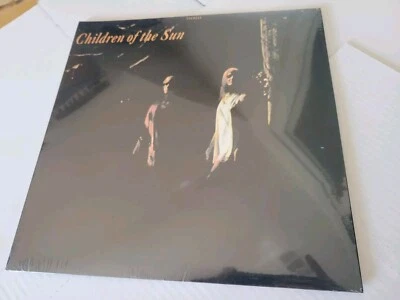 Children of the Sun